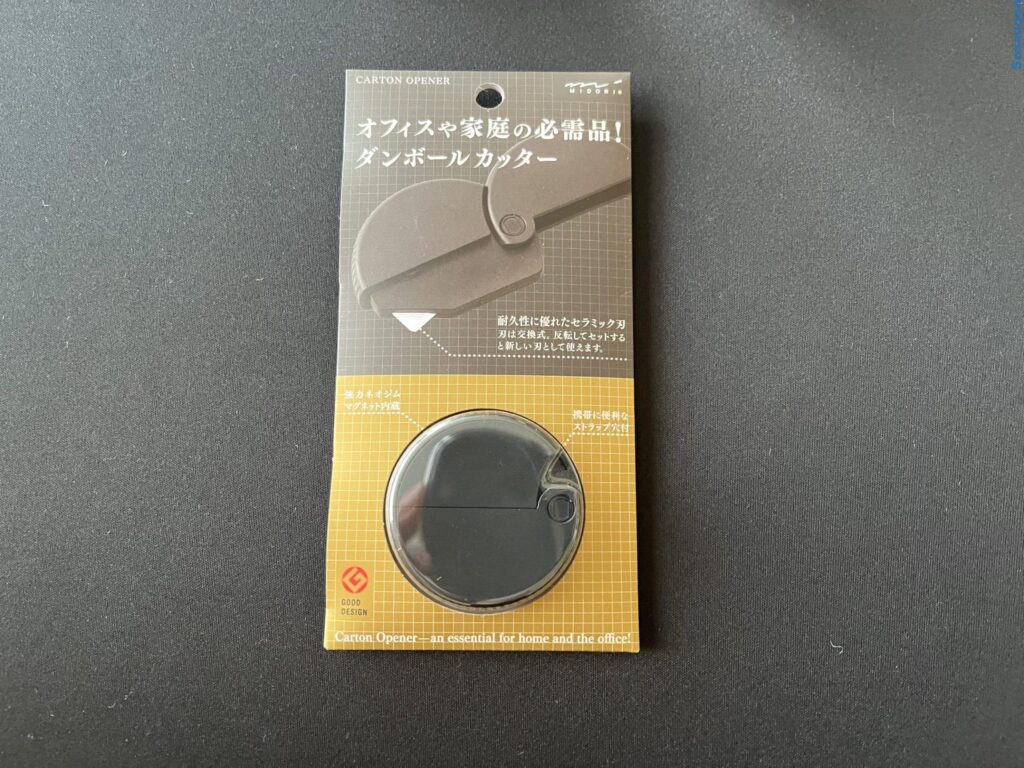 CARTON OPENER
MIDORI
オフィスや家庭の必需品!
ダンボールカッター
耐久性に優れたセラミック刃
刃は交換式、反転してセットする
と新しい刃として使えます。
強力ネオジム
マグネット内蔵
携帯に便利な
ストラップ穴付
GOOD
DESIGN
Carton Opener—an essential for home and the office!